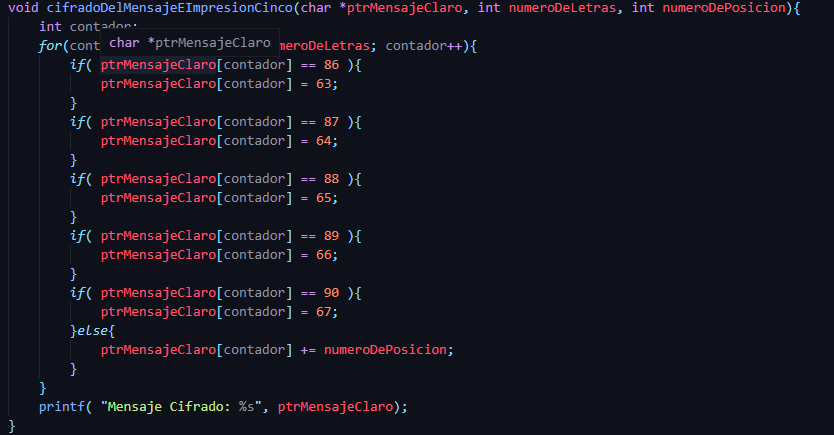 void cifradoDelMensajeEImpresionCinco(char *ptrMensajeClaro, int numeroDeLetras, int numeroDePosicion){
    int contador;
    for(cont char *ptrMensajeClaro meroDeLetras; contador++){
        if( ptrMensajeClaro[contador] == 86 ){
            ptrMensajeClaro[contador] = 63;
        }
        if( ptrMensajeClaro[contador] == 87 ){
            ptrMensajeClaro[contador] = 64;
        }
        if( ptrMensajeClaro[contador] == 88 ){
            ptrMensajeClaro[contador] = 65;
        }
        if( ptrMensajeClaro[contador] == 89 ){
            ptrMensajeClaro[contador] = 66;
        }
        if( ptrMensajeClaro[contador] == 90 ){
            ptrMensajeClaro[contador] = 67;
        }else{
            ptrMensajeClaro[contador] += numeroDePosicion;
        }
    }
    printf( "Mensaje Cifrado: %s", ptrMensajeClaro);
}